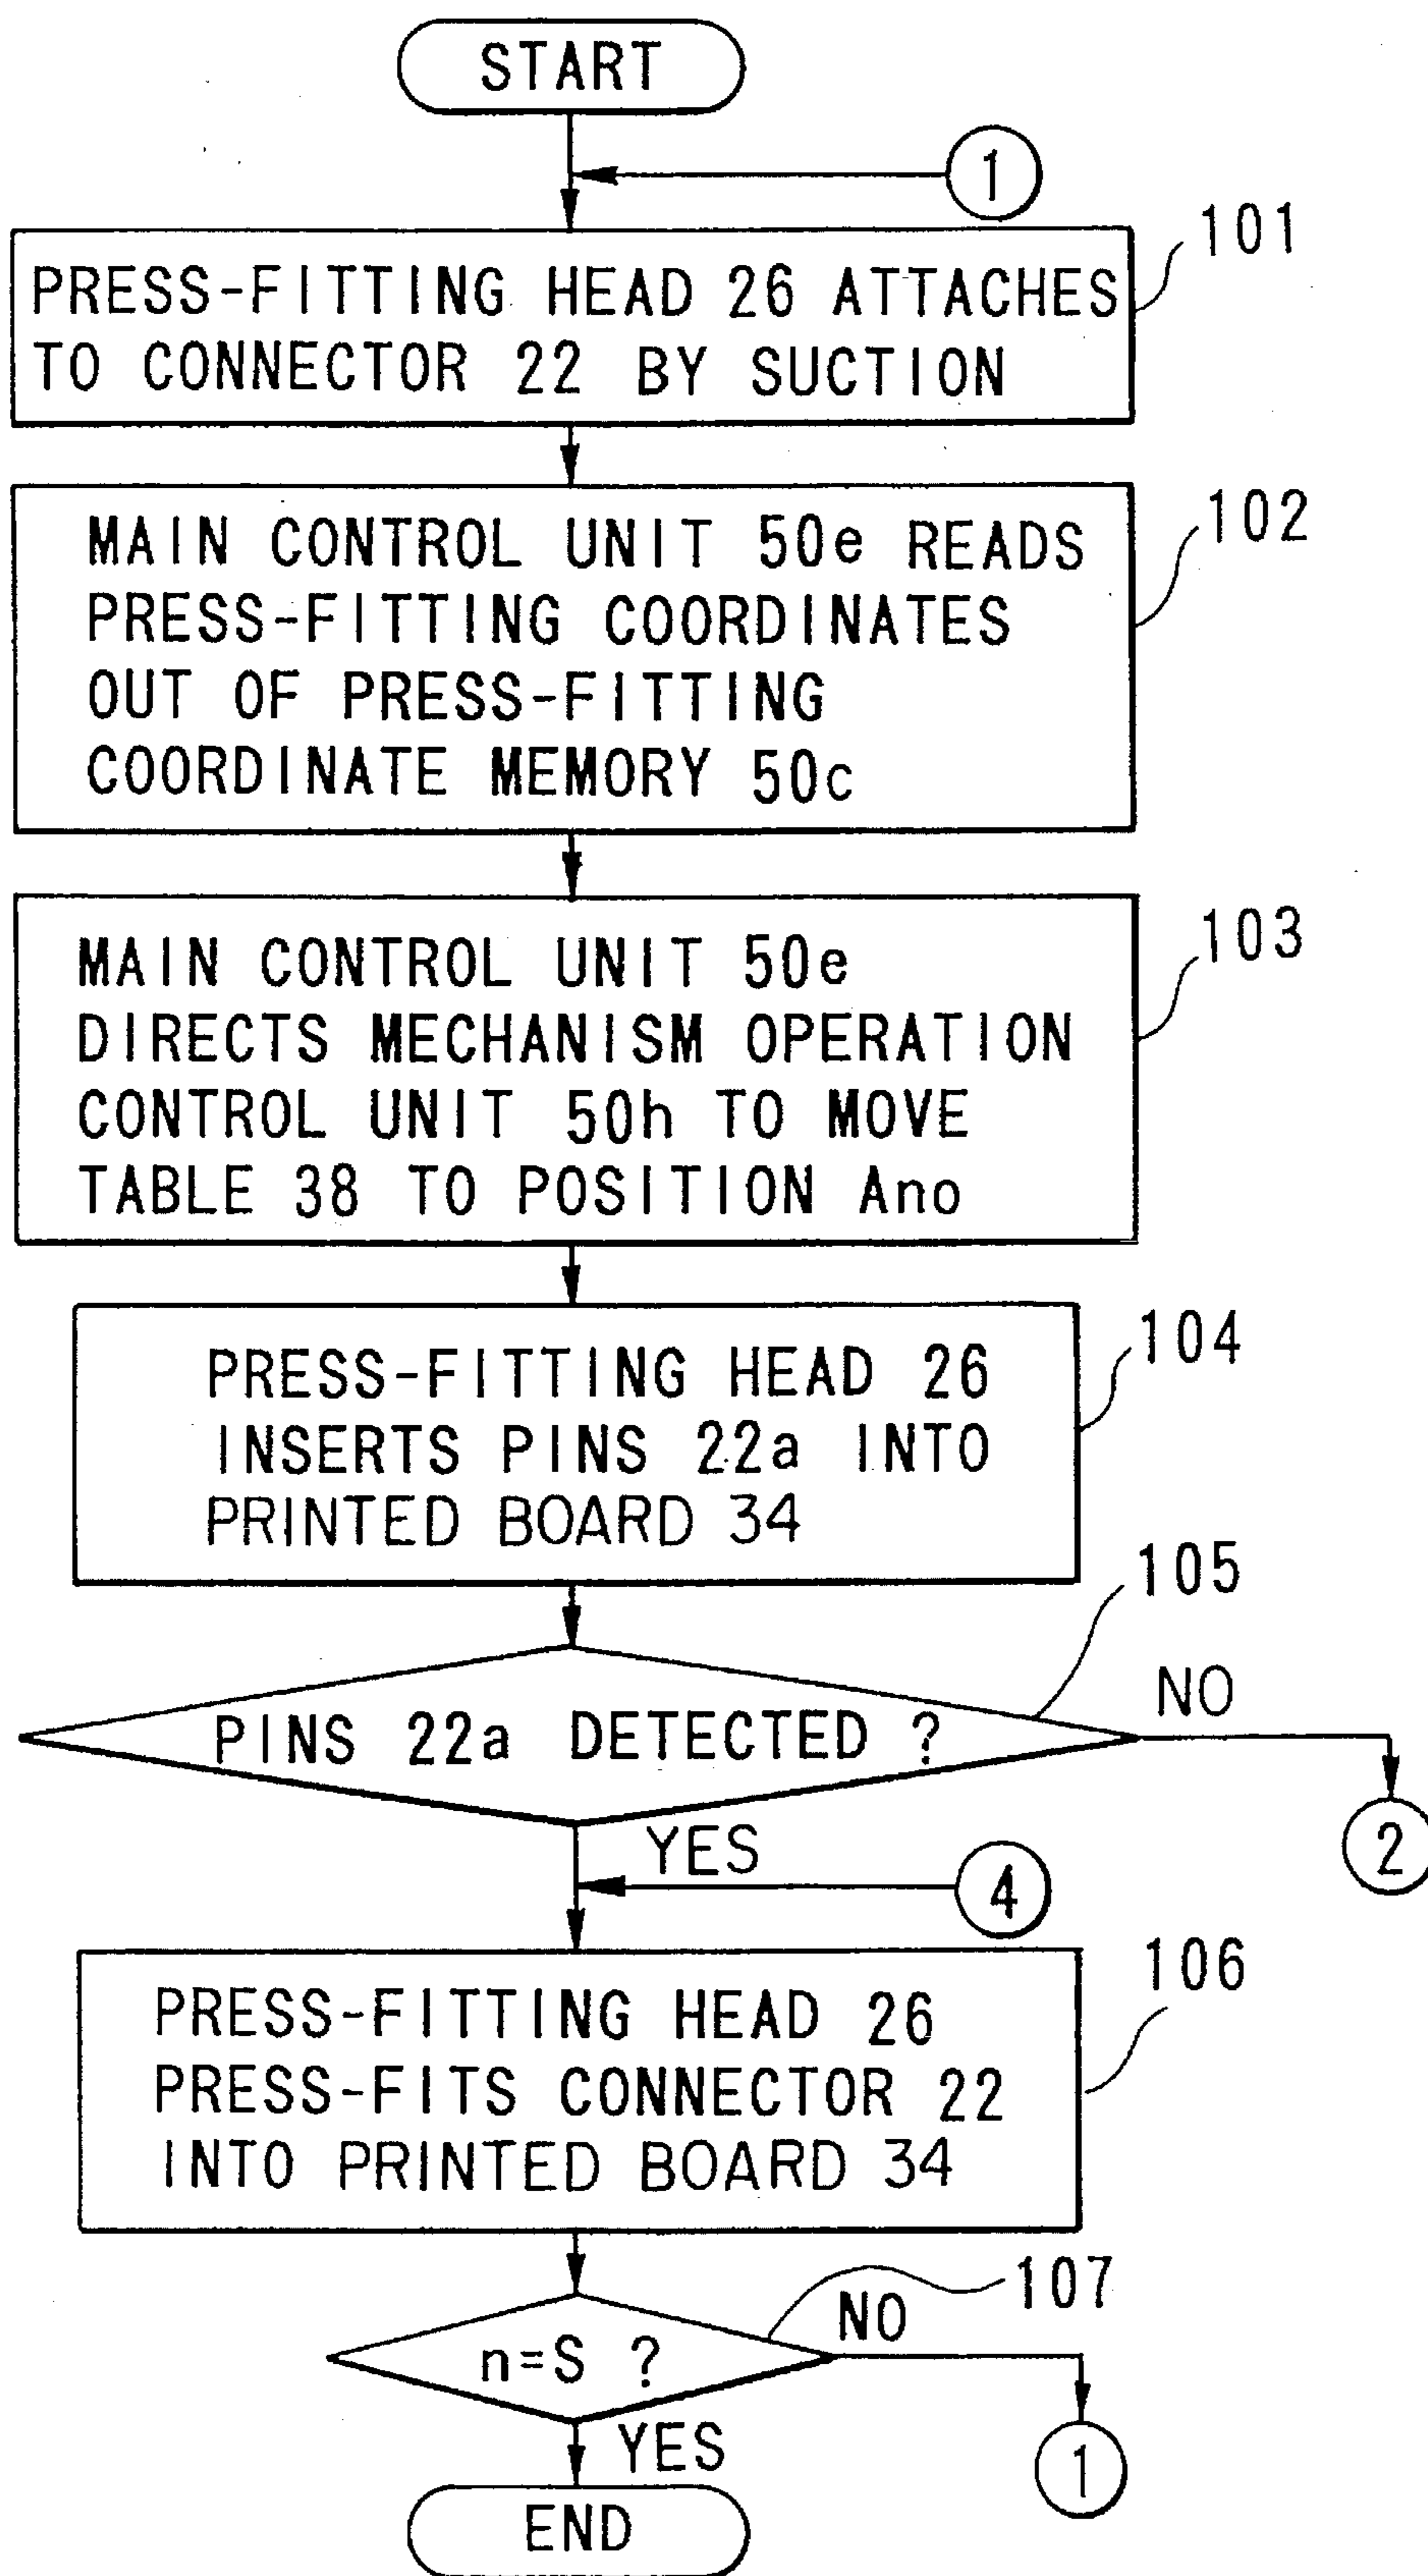 START
1
101
PRESS-FITTING HEAD 26 ATTACHES
TO CONNECTOR 22 BY SUCTION
102
MAIN CONTROL UNIT 50e READS
PRESS-FITTING COORDINATES
OUT OF PRESS-FITTING
COORDINATE MEMORY 50c
103
MAIN CONTROL UNIT 50e
DIRECTS MECHANISM OPERATION
CONTROL UNIT 50h TO MOVE
TABLE 38 TO POSITION Ano
104
PRESS-FITTING HEAD 26
INSERTS PINS 22a INTO
PRINTED BOARD 34
105
PINS 22a DETECTED ?
NO
2
YES
4
106
PRESS-FITTING HEAD 26
PRESS-FITS CONNECTOR 22
INTO PRINTED BOARD 34
107
n=S ?
NO
1
YES
END